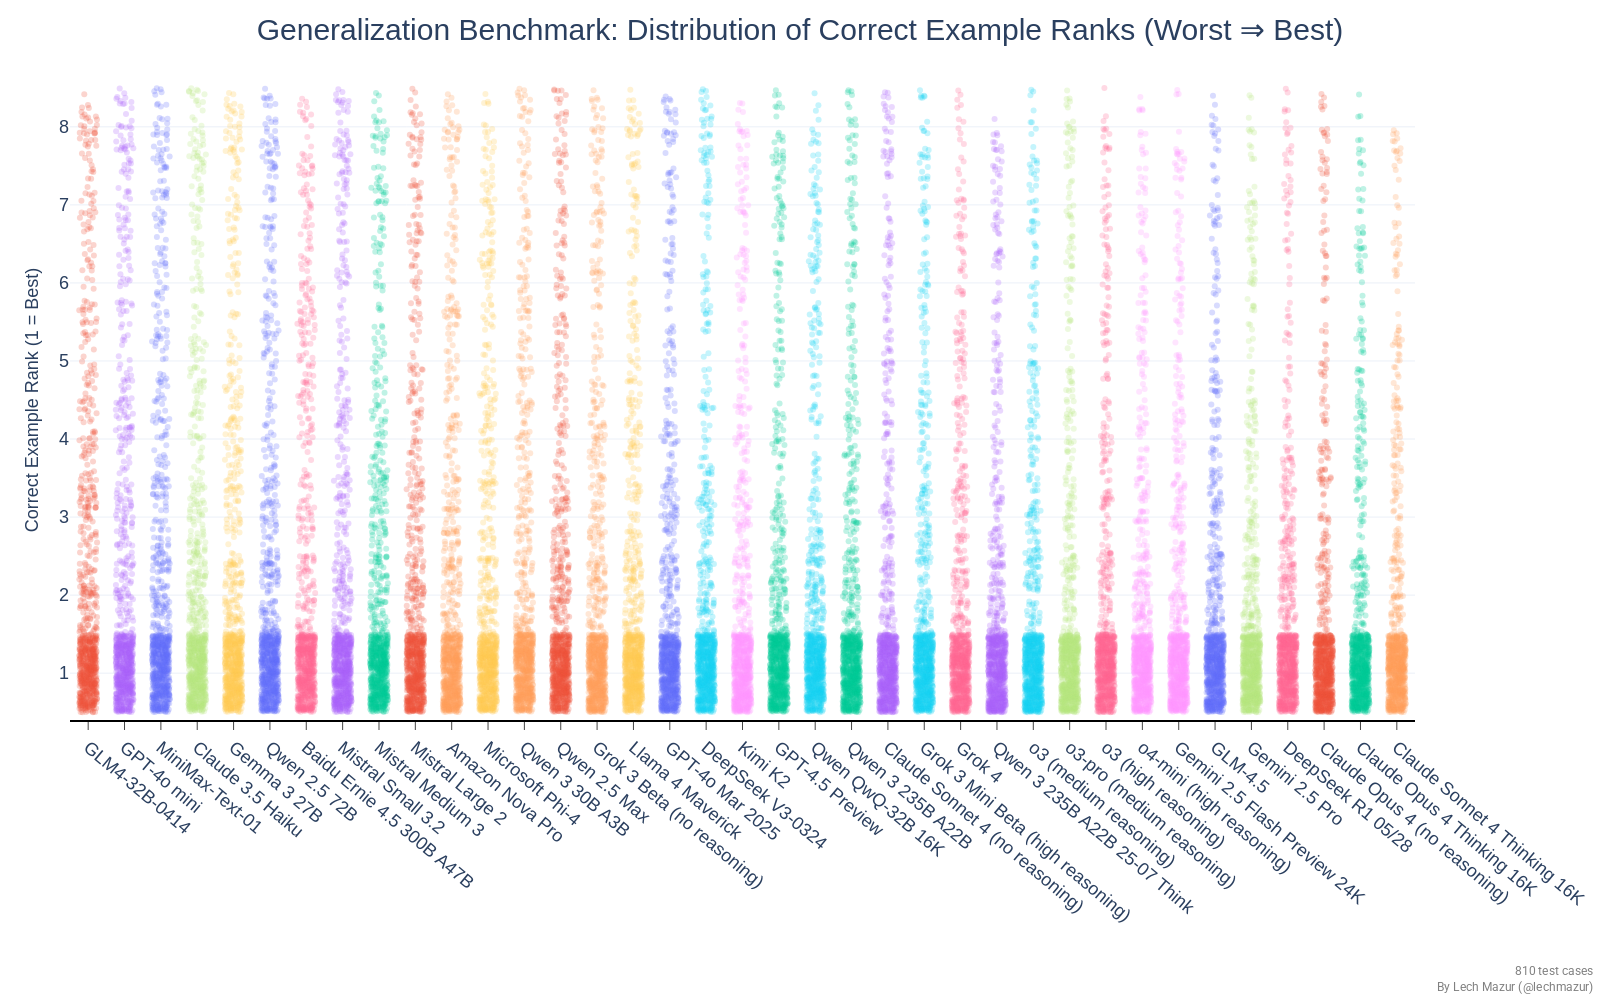 Generalization Benchmark: Distribution of Correct Example Ranks (Worst ⇒ Best)
Correct Example Rank (1 = Best)
8
7
6
5
4
3
2
1
GLM4-32B-0414
GPT-4o mini
MiniMax-Text-01
Claude 3.5 Haiku
Gemma 3 27B
Qwen 2.5 72B
Baidu Ernie 4.5 300B A47B
Mistral Small 3.2
Mistral Medium 3
Mistral Large 2
Amazon Nova Pro
Microsoft Phi-4
Qwen 3 30B A3B
Qwen 2.5 Max
Grok 3 Beta (no reasoning)
Llama 4 Maverick
GPT-4o Mar 2025
DeepSeek V3-0324
Kimi K2
GPT-4.5 Preview
Qwen QwQ-32B 16K
Qwen 3 235B A22B
Claude Sonnet 4 (no reasoning)
Grok 3 Mini Beta (high reasoning)
Grok 4
Qwen 3 235B A22B 25-07 Think
o3 (medium reasoning)
o3-pro (medium reasoning)
o3 (high reasoning)
o4-mini (high reasoning)
Gemini 2.5 Flash Preview 24K
GLM-4.5
Gemini 2.5 Pro
DeepSeek R1 05/28
Claude Opus 4 (no reasoning)
Claude Opus 4 Thinking 16K
Claude Sonnet 4 Thinking 16K
810 test cases
By Lech Mazur (@lechmazur)